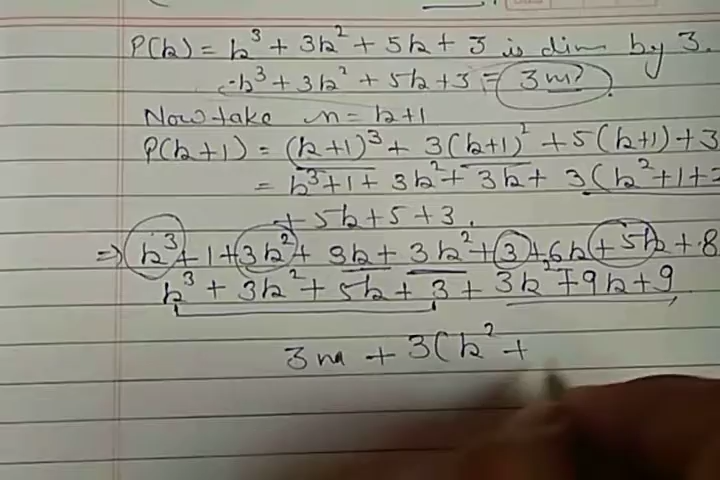 P(k) = k³ + 3k² + 5k + 3 is divi by 3.
k³ + 3k² + 5k + 3 = 3m?
Now take n = k+1
P(k+1) = (k+1)³ + 3(k+1)² + 5(k+1) + 3
= k³+1 + 3k² + 3k + 3(k²+1+
+ 5k+5+3.
⇒ k³ + 1 + 3k² + 3k + 3k² + 3 + 6k + 5k + 8
k³ + 3k² + 5k + 3 + 3k² + 9k + 9
3m + 3(k² +